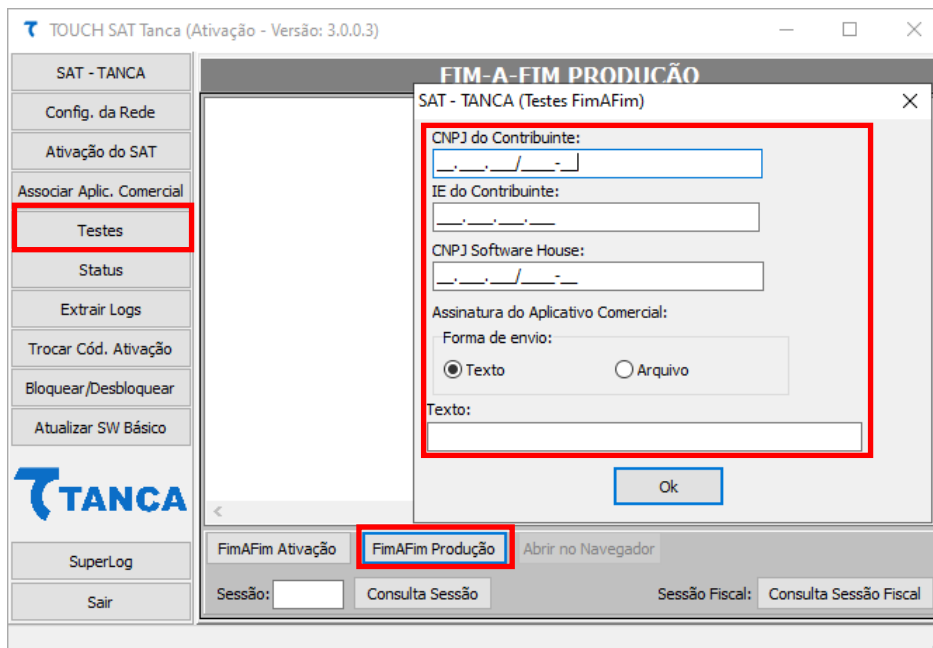 TOUCH SAT Tanca (Ativação - Versão: 3.0.0.3)
SAT - TANCA
Config. da Rede
Ativação do SAT
Associar Aplic. Comercial
Testes
Status
Extrair Logs
Trocar Cód. Ativação
Bloquear/Desbloquear
Atualizar SW Básico
TANCA
SuperLog
Sair
FIM-A-FIM PRODUÇÃO
SAT - TANCA (Testes FimAFim)
CNPJ do Contribuinte:
__.___.___/____-__
IE do Contribuinte:
___.___.___.___
CNPJ Software House:
__.___.___/____-__
Assinatura do Aplicativo Comercial:
Forma de envio:
Texto Arquivo
Texto:
Ok
FimAFim Ativação FimAFim Produção Abrir no Navegador
Sessão: Consulta Sessão Sessão Fiscal: Consulta Sessão Fiscal